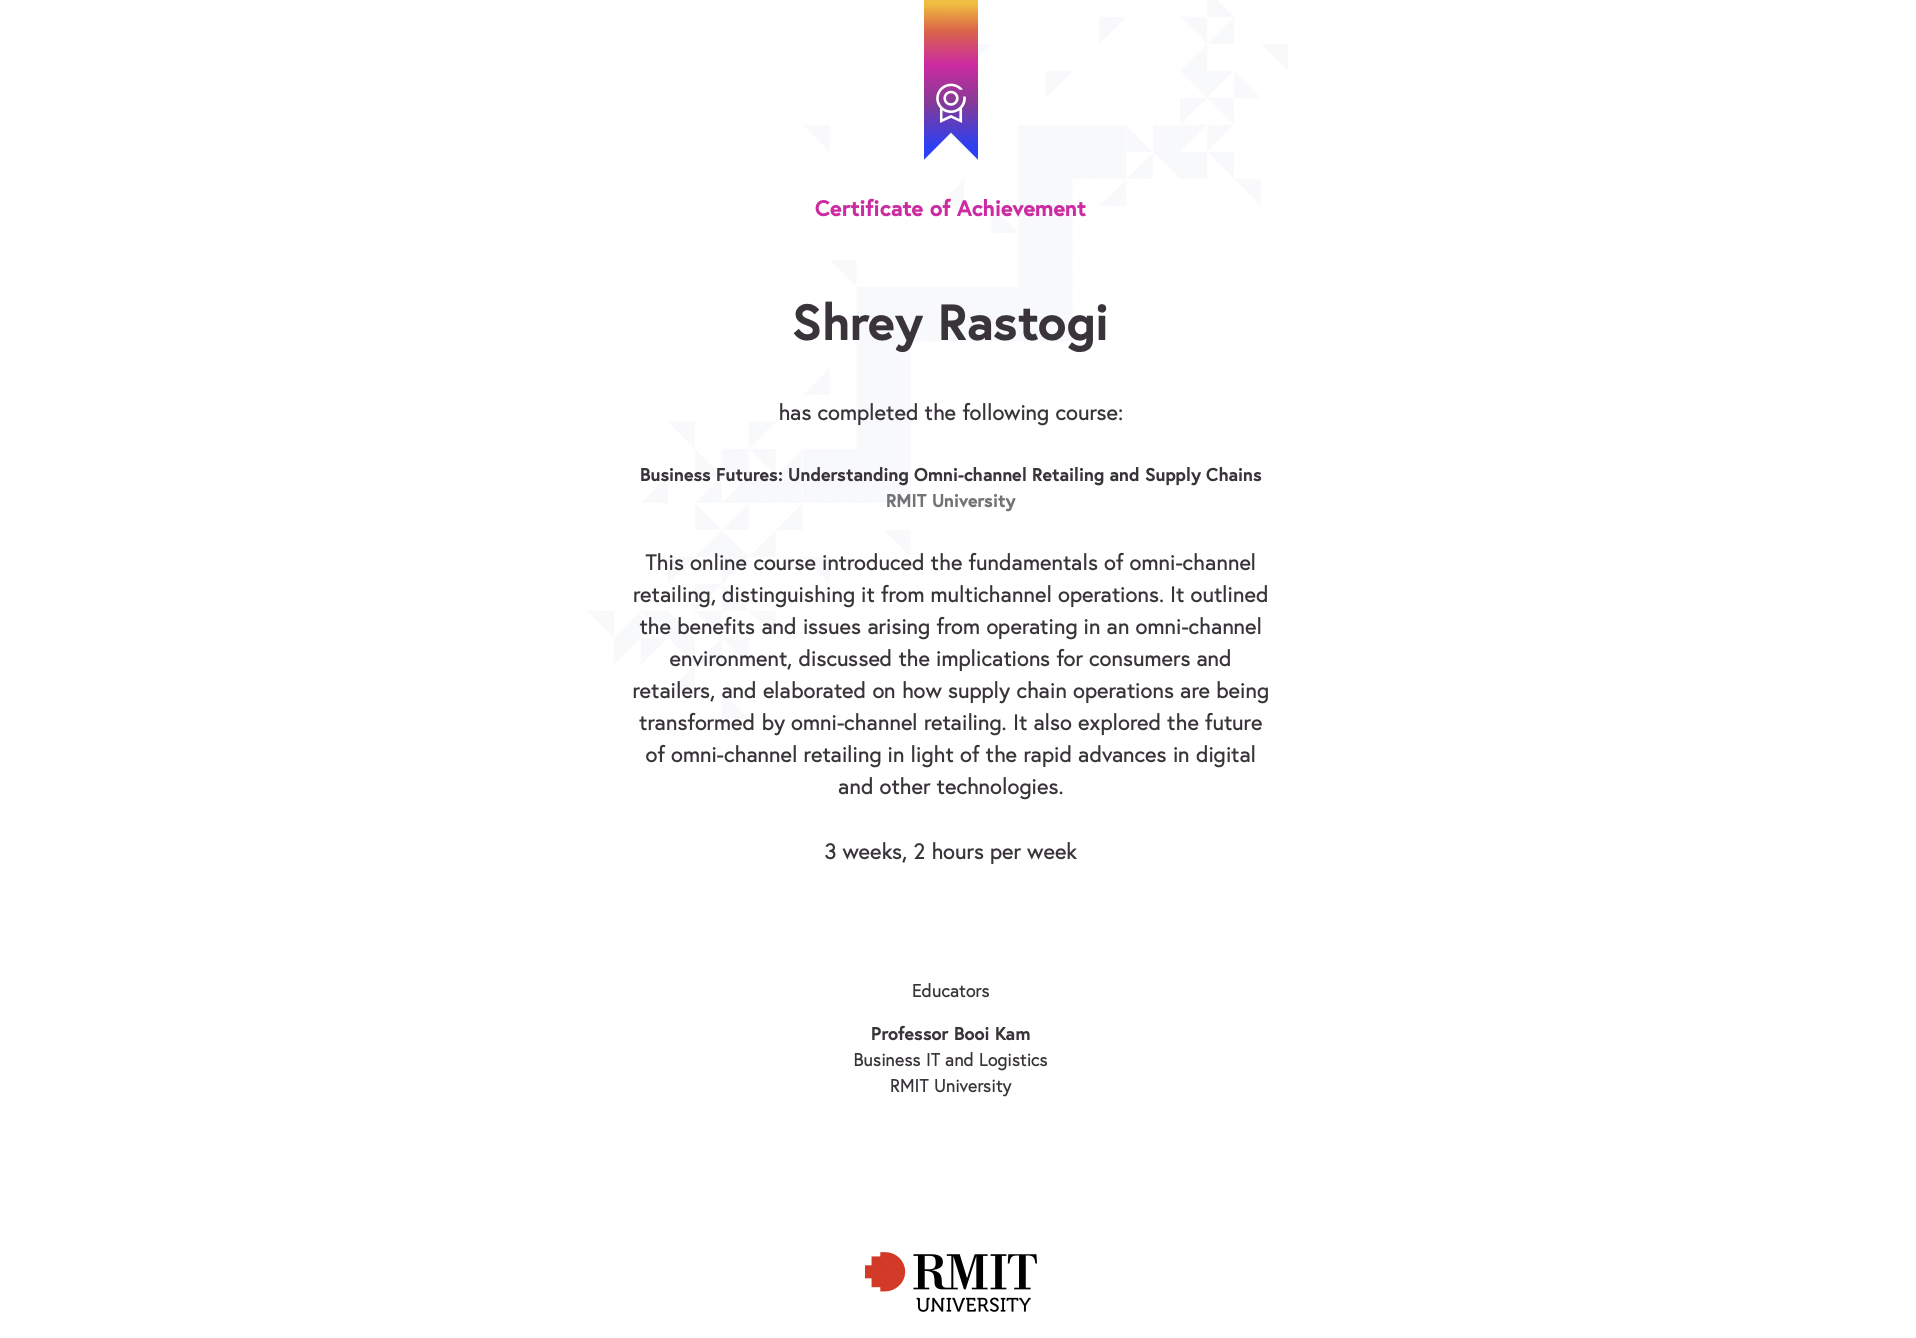 Certificate of Achievement
Shrey Rastogi
has completed the following course:
Business Futures: Understanding Omni-channel Retailing and Supply Chains
RMIT University
This online course introduced the fundamentals of omni-channel
retailing, distinguishing it from multichannel operations. It outlined
the benefits and issues arising from operating in an omni-channel
environment, discussed the implications for consumers and
retailers, and elaborated on how supply chain operations are being
transformed by omni-channel retailing. It also explored the future
of omni-channel retailing in light of the rapid advances in digital
and other technologies.
3 weeks, 2 hours per week
Educators
Professor Booi Kam
Business IT and Logistics
RMIT University
RMIT
UNIVERSITY